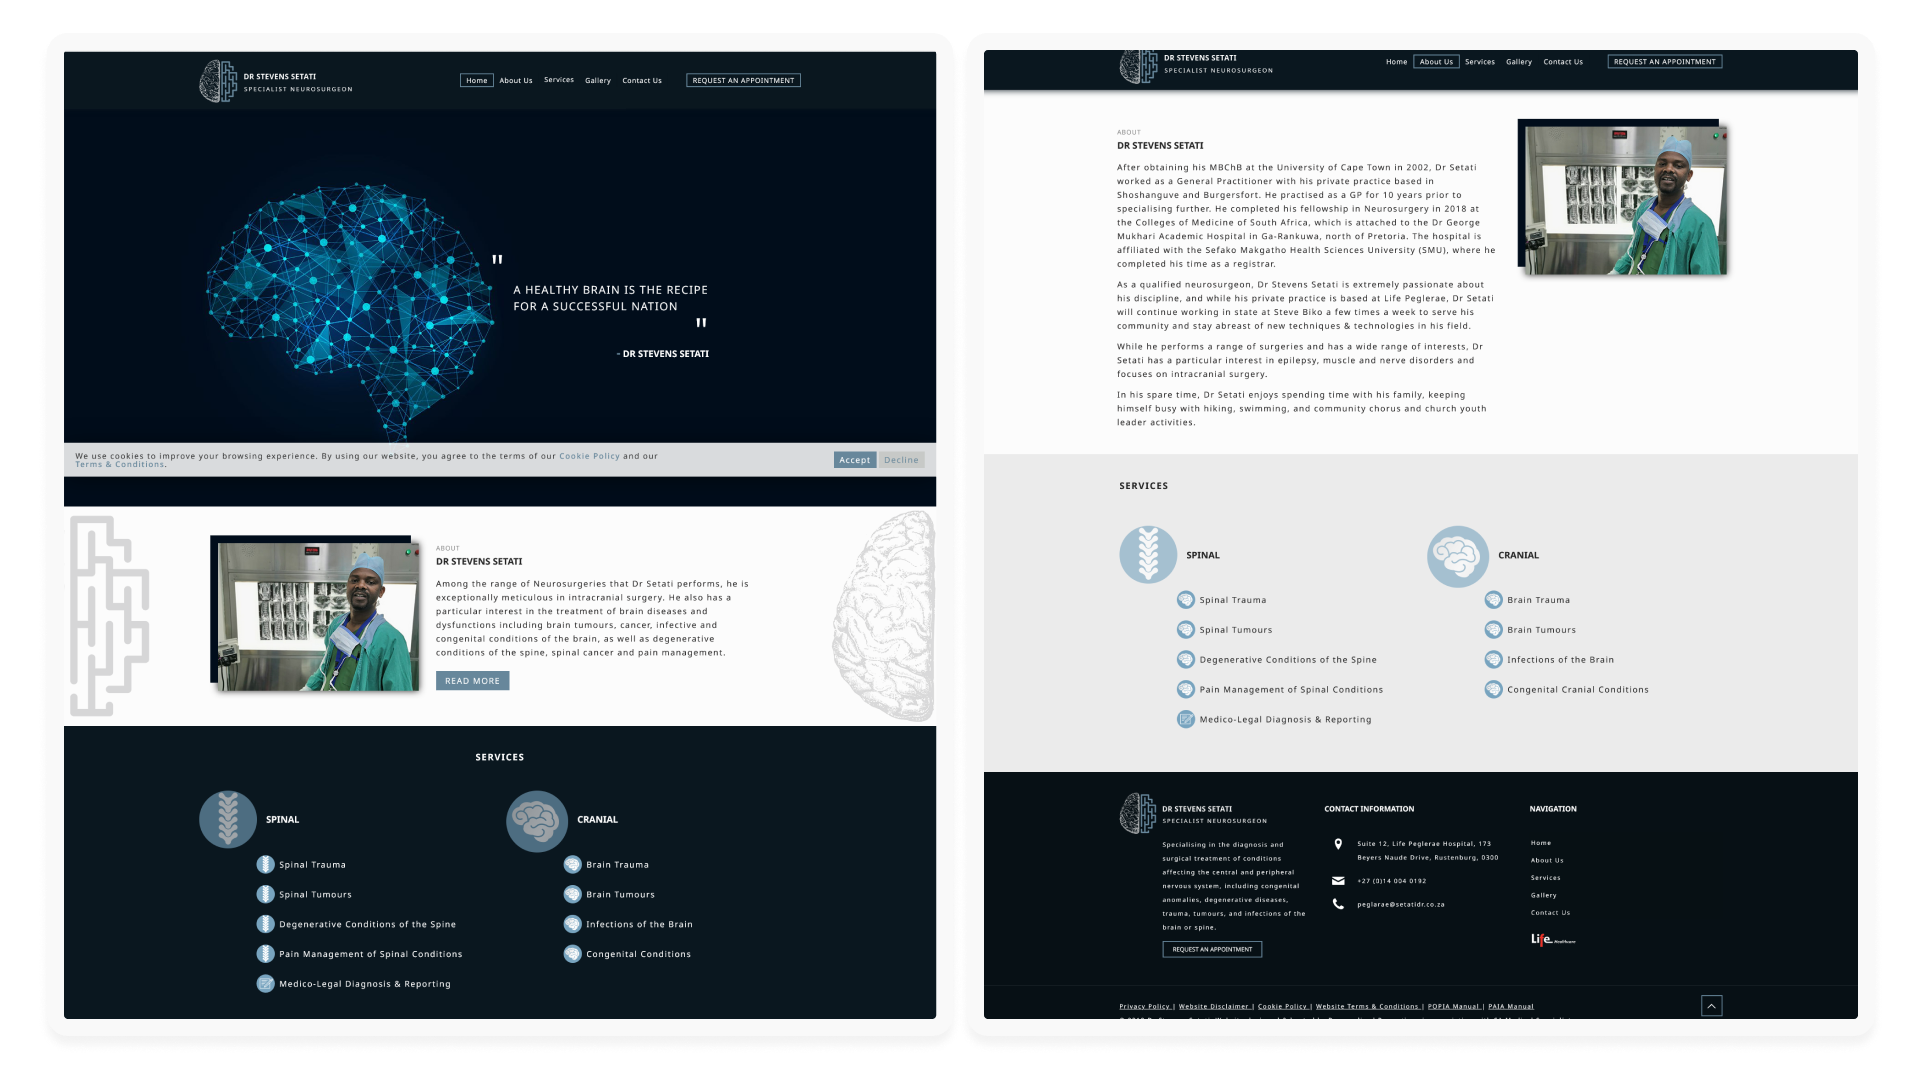 DR STEVENS SETATI
SPECIALIST NEUROSURGEON
Home
About Us
Services
Gallery
Contact Us
REQUEST AN APPOINTMENT
"
A HEALTHY BRAIN IS THE RECIPE
FOR A SUCCESSFUL NATION
"
- DR STEVENS SETATI
We use cookies to improve your browsing experience. By using our website, you agree to the terms of our Cookie Policy and our
Terms & Conditions.
Accept
Decline
ABOUT
DR STEVENS SETATI
Among the range of Neurosurgeries that Dr Setati performs, he is
exceptionally meticulous in intracranial surgery. He also has a
particular interest in the treatment of brain diseases and
dysfunctions including brain tumours, cancer, infective and
congenital conditions of the brain, as well as degenerative
conditions of the spine, spinal cancer and pain management.
READ MORE
SERVICES
SPINAL
Spinal Trauma
Spinal Tumours
Degenerative Conditions of the Spine
Pain Management of Spinal Conditions
Medico-Legal Diagnosis & Reporting
CRANIAL
Brain Trauma
Brain Tumours
Infections of the Brain
Congenital Conditions
DR STEVENS SETATI
SPECIALIST NEUROSURGEON
Home
About Us
Services
Gallery
Contact Us
REQUEST AN APPOINTMENT
ABOUT
DR STEVENS SETATI
After obtaining his MBChB at the University of Cape Town in 2002, Dr Setati
worked as a General Practitioner with his private practice based in
Shoshanguve and Burgersfort. He practised as a GP for 10 years prior to
specialising further. He completed his fellowship in Neurosurgery in 2018 at
the Colleges of Medicine of South Africa, which is attached to the Dr George
Mukhari Academic Hospital in Ga-Rankuwa, north of Pretoria. The hospital is
affiliated with the Sefako Makgatho Health Sciences University (SMU), where he
completed his time as a registrar.
As a qualified neurosurgeon, Dr Stevens Setati is extremely passionate about
his discipline, and while his private practice is based at Life Peglerae, Dr Setati
will continue working in state at Steve Biko a few times a week to serve his
community and stay abreast of new techniques & technologies in his field.
While he performs a range of surgeries and has a wide range of interests, Dr
Setati has a particular interest in epilepsy, muscle and nerve disorders and
focuses on intracranial surgery.
In his spare time, Dr Setati enjoys spending time with his family, keeping
himself busy with hiking, swimming, and community chorus and church youth
leader activities.
SERVICES
SPINAL
Spinal Trauma
Spinal Tumours
Degenerative Conditions of the Spine
Pain Management of Spinal Conditions
Medico-Legal Diagnosis & Reporting
CRANIAL
Brain Trauma
Brain Tumours
Infections of the Brain
Congenital Cranial Conditions
DR STEVENS SETATI
SPECIALIST NEUROSURGEON
Specialising in the diagnosis and
surgical treatment of conditions
affecting the central and peripheral
nervous system, including congenital
anomalies, degenerative diseases,
trauma, tumours, and infections of the
brain or spine.
REQUEST AN APPOINTMENT
CONTACT INFORMATION
Suite 12, Life Peglerae Hospital, 173
Beyers Naude Drive, Rustenburg, 0300
+27 (0)14 004 0192
peglarae@setatidr.co.za
NAVIGATION
Home
About Us
Services
Gallery
Contact Us
Life Healthcare
Privacy Policy | Website Disclaimer | Cookie Policy | Website Terms & Conditions | POPIA Manual | PAIA Manual